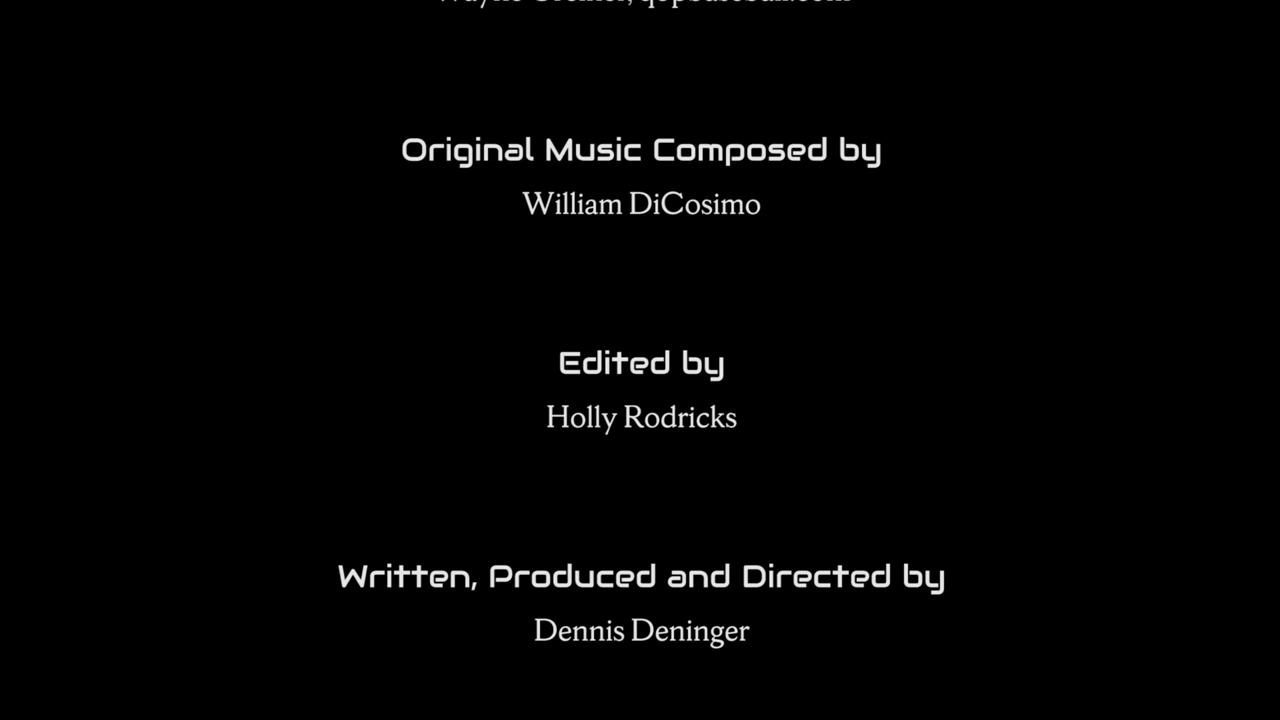 Original Music Composed by
William DiCosimo
Edited by
Holly Rodricks
Written, Produced and Directed by
Dennis Deninger